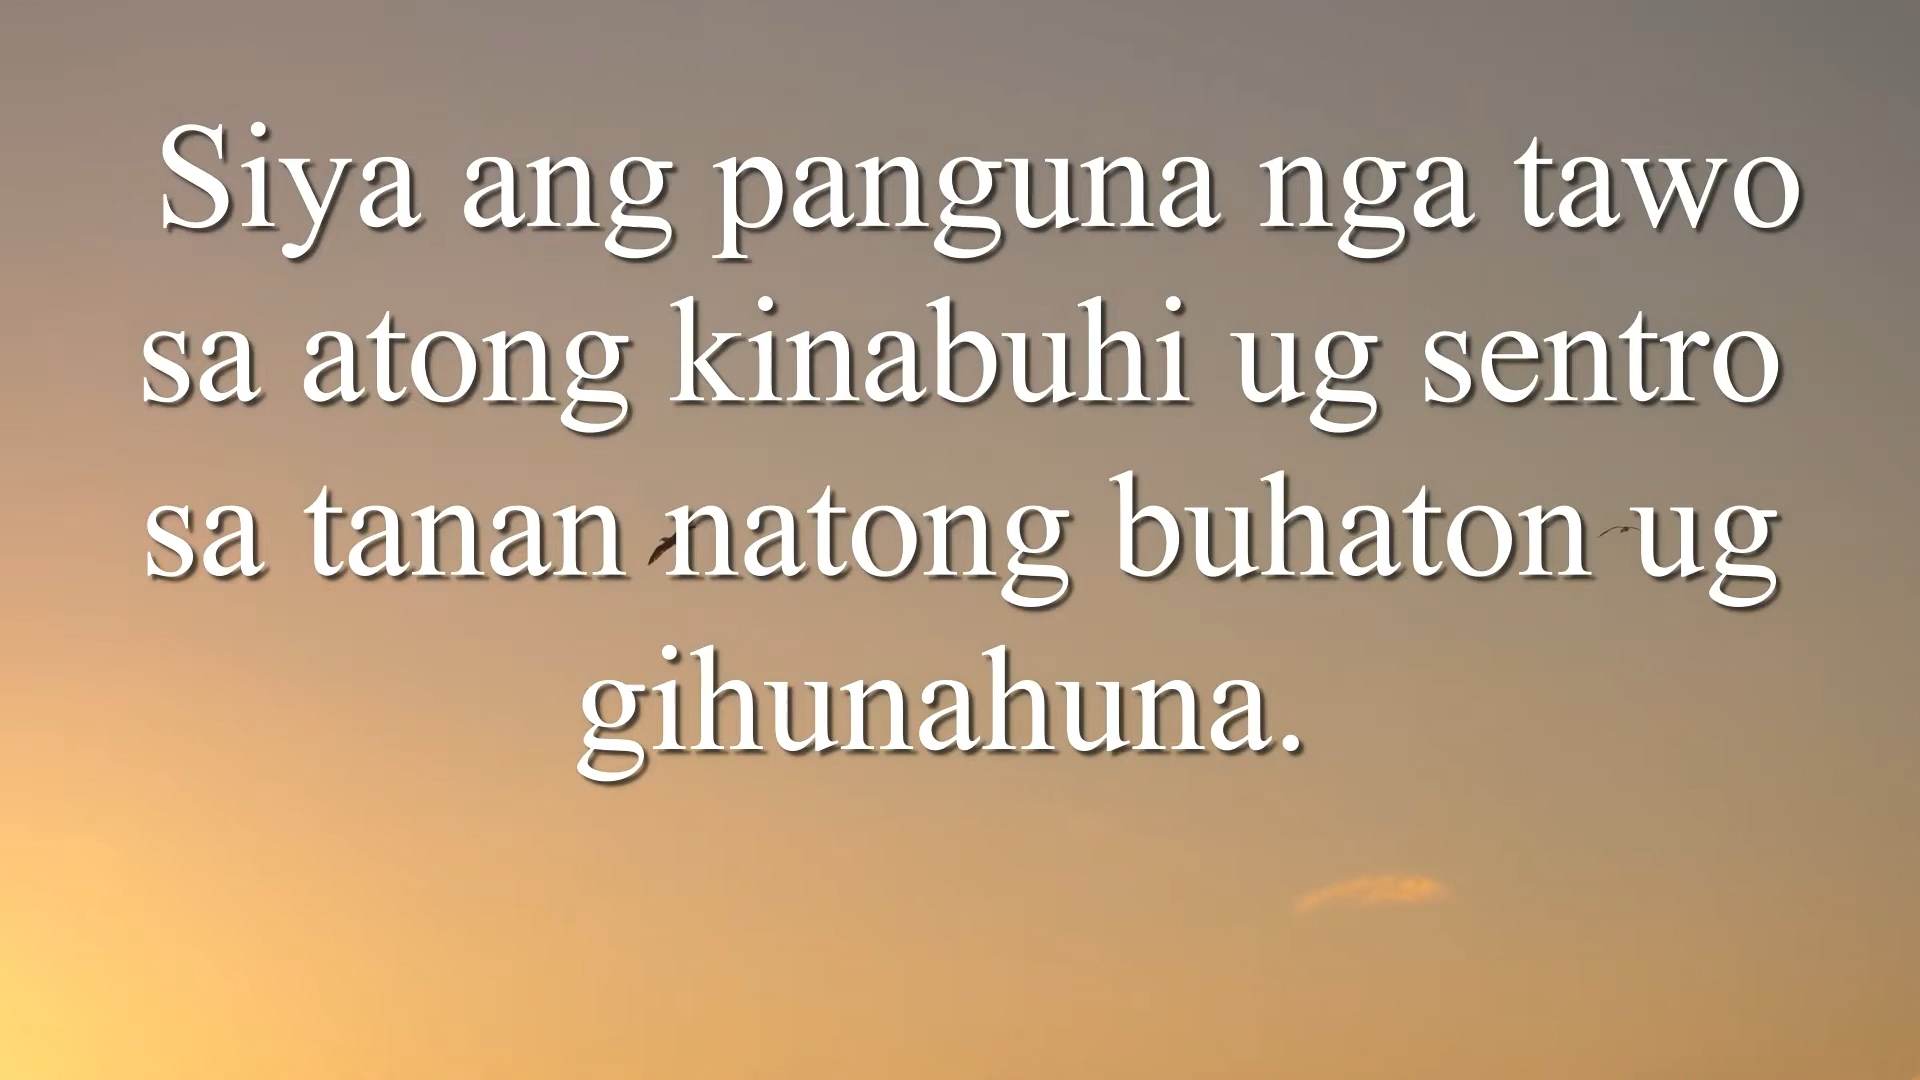 Siya ang panguna nga tawo
sa atong kinabuhi ug sentro
sa tanan natong buhaton ug
gihunahuna.